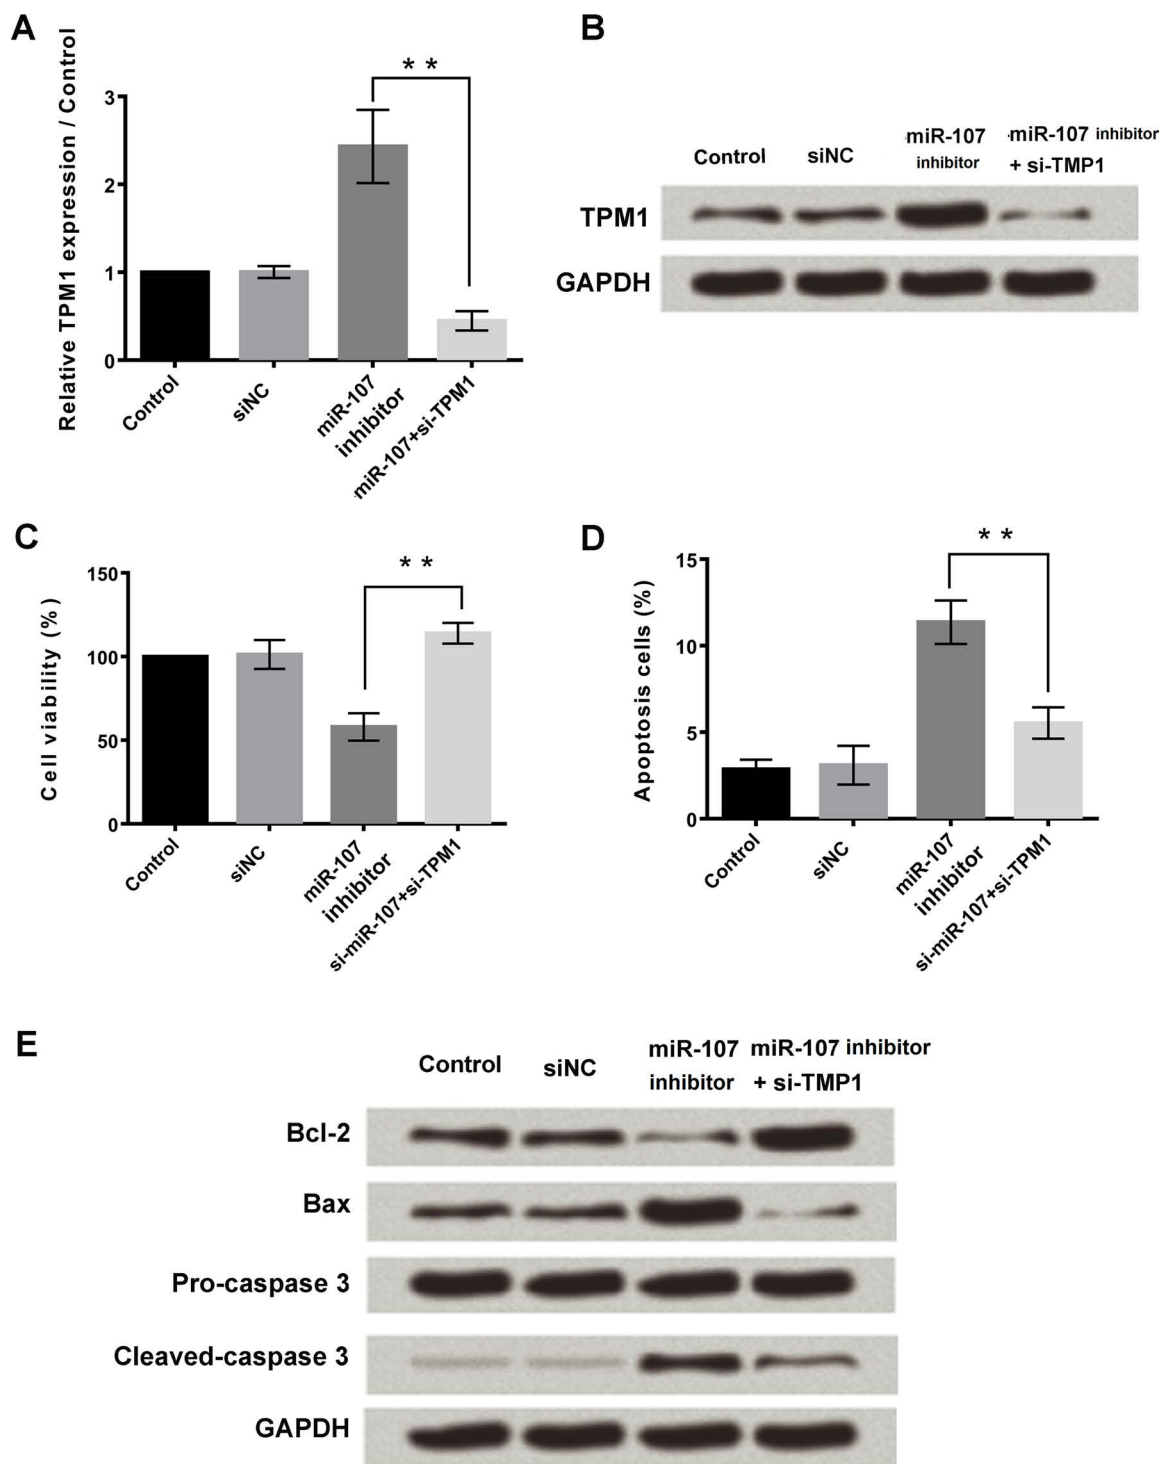 A
Relative TPM1 expression / Control
3
2
1
0
* *
Control
siNC
miR-107
inhibitor
miR-107+si-TPM1
B
Control
siNC
miR-107
inhibitor
miR-107 inhibitor
+ si-TMP1
TPM1
GAPDH
C
Cell viability (%)
150
100
50
0
* *
Control
siNC
miR-107
inhibitor
si-miR-107+si-TPM1
D
Apoptosis cells (%)
15
10
5
0
* *
Control
siNC
miR-107
inhibitor
si-miR-107+si-TPM1
E
Control
siNC
miR-107
inhibitor
miR-107 inhibitor
+ si-TMP1
Bcl-2
Bax
Pro-caspase 3
Cleaved-caspase 3
GAPDH